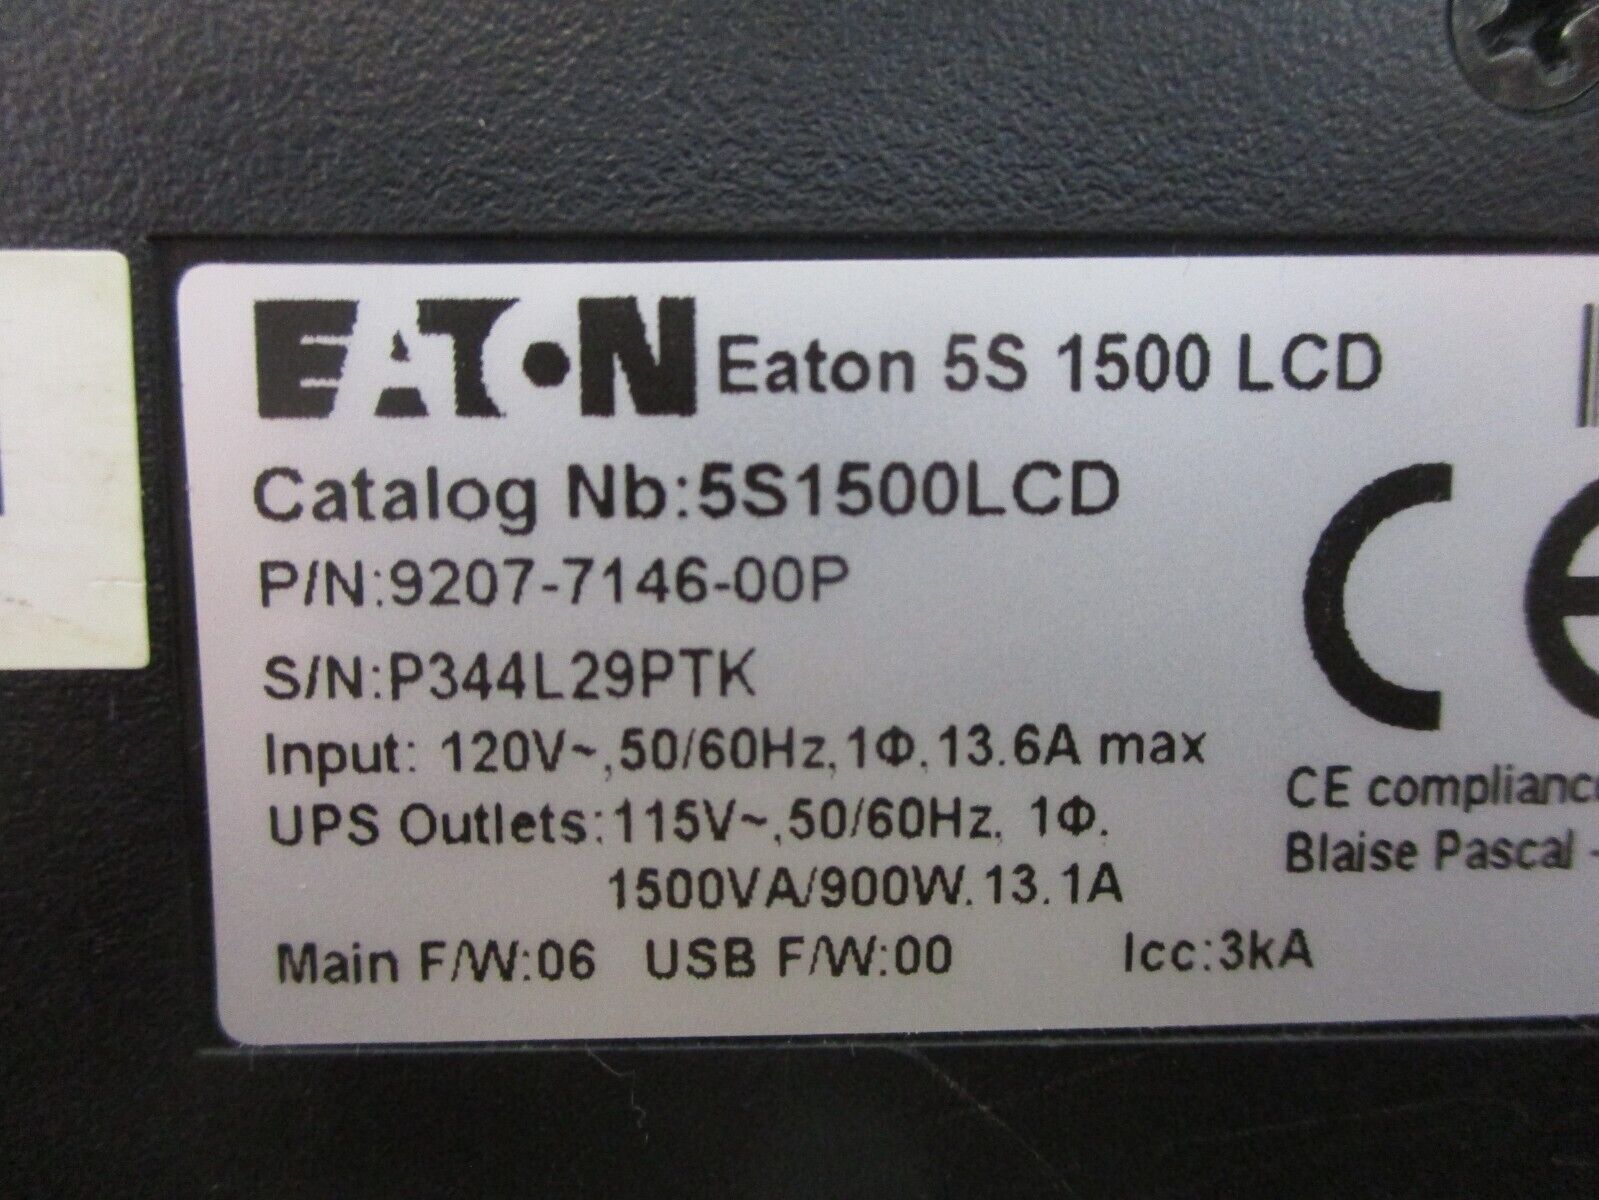 EATON Eaton 5S 1500 LCD
Catalog Nb:5S1500LCD
P/N:9207-7146-00P
S/N:P344L29PTK
Input: 120V~,50/60Hz,1Φ,13.6A max
UPS Outlets:115V~,50/60Hz, 1Φ,
1500VA/900W,13.1A
Main F/W:06 USB F/W:00 Icc:3kA
CE
CE complianc
Blaise Pascal -